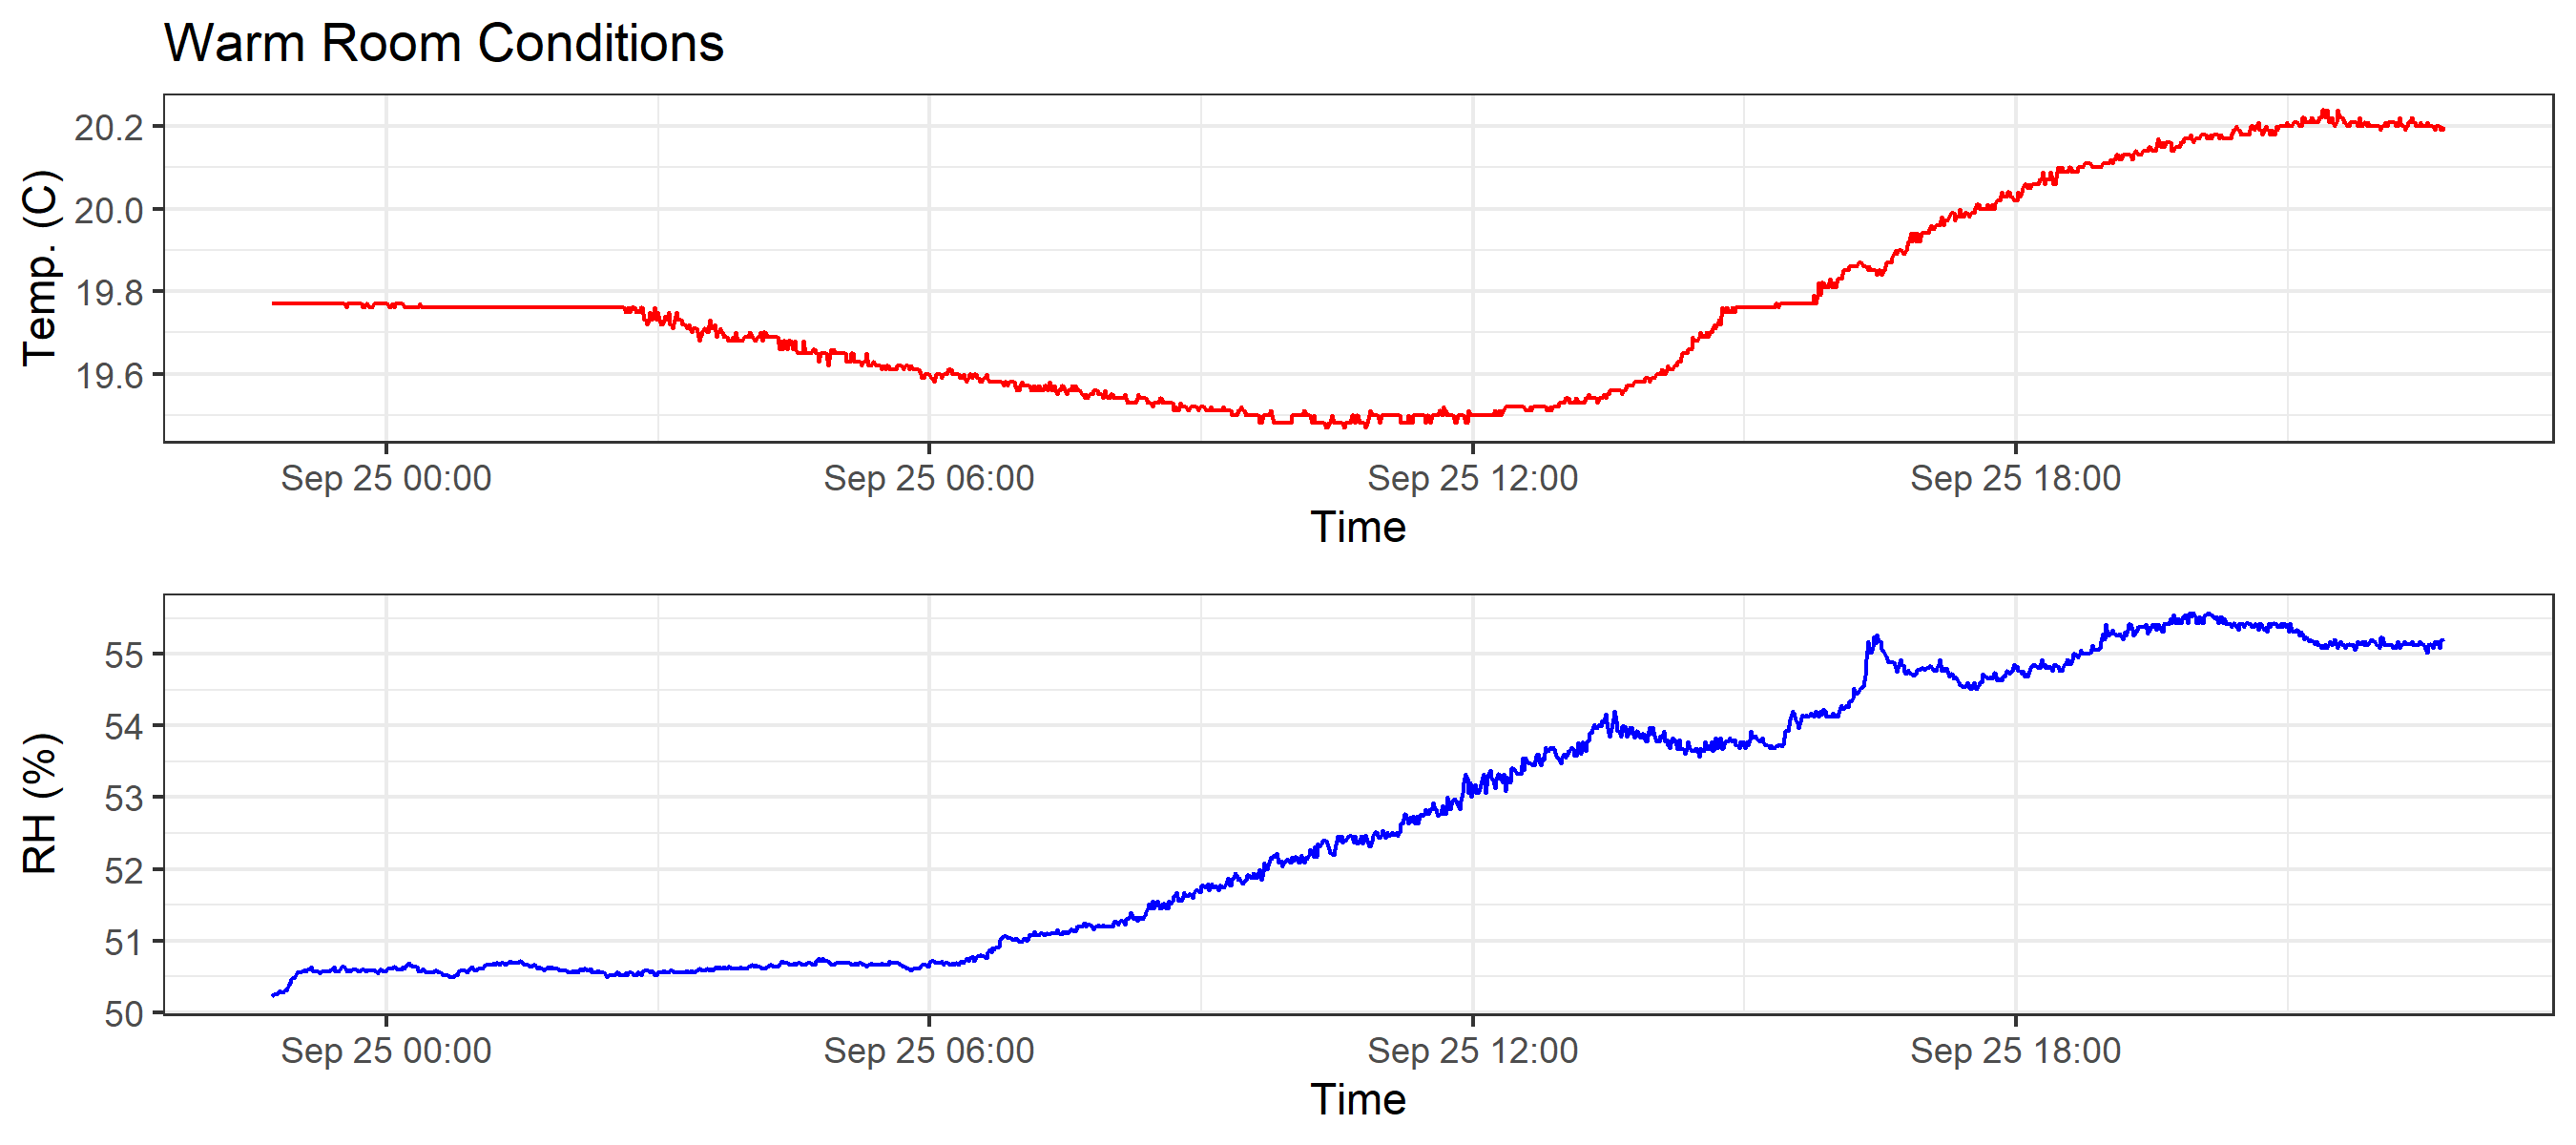 Warm Room Conditions
Temp. (C)
20.2
20.0
19.8
19.6
Sep 25 00:00 Sep 25 06:00 Sep 25 12:00 Sep 25 18:00
Time
RH (%)
55
54
53
52
51
50
Sep 25 00:00 Sep 25 06:00 Sep 25 12:00 Sep 25 18:00
Time